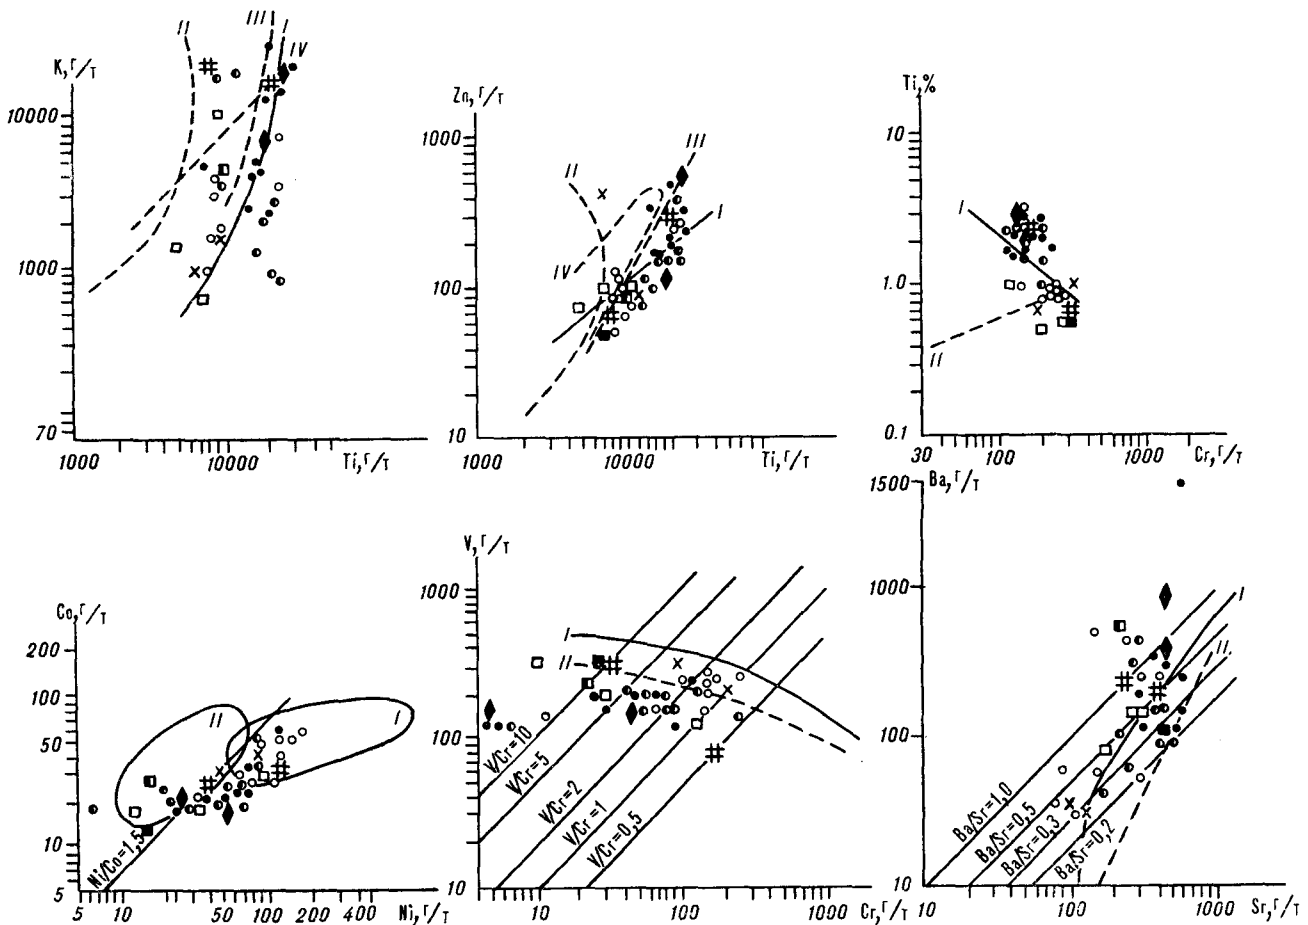 II
III
I
IV
K, г/т
10000
1000
70
1000
10000
Ti, г/т
Zn, г/т
1000
100
10
II
III
I
IV
1000
10000
Ti, г/т
Ti, %
10
1.0
0.1
I
II
30
100
1000
Cr, г/т
Co, г/т
200
100
50
10
5
II
I
Ni/Co=1,5
5
10
50
100
200
400
Ni, г/т
V, г/т
1000
100
10
I
II
V/Cr=10
V/Cr=5
V/Cr=2
V/Cr=1
V/Cr=0,5
10
100
1000
Cr, г/т
Ba, г/т
1500
1000
100
10
I
II
Ba/Sr=1,0
Ba/Sr=0,5
Ba/Sr=0,3
Ba/Sr=0,2
10
100
1000
Sr, г/т